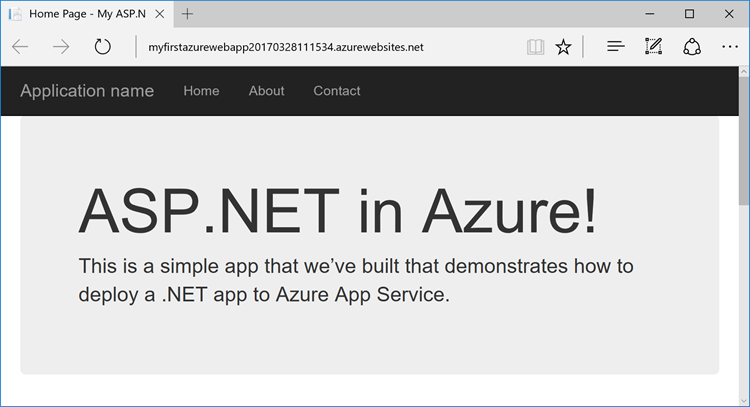 Home Page - My ASP.N
myfirstazurewebapp20170328111534.azurewebsites.net
Application name Home About Contact
ASP.NET in Azure!
This is a simple app that we’ve built that demonstrates how to
deploy a .NET app to Azure App Service.